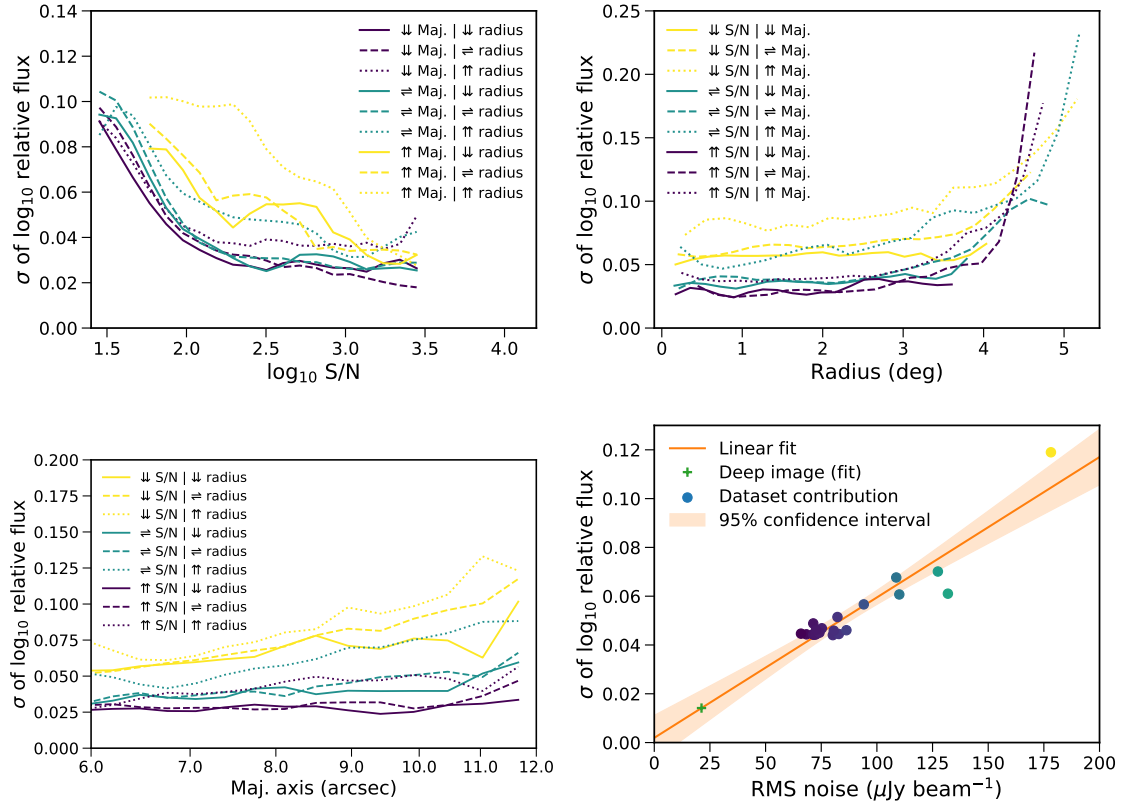 0.14
0.12
0.10
0.08
0.06
0.04
0.02
0.00
σ of log₁₀ relative flux
1.5 2.0 2.5 3.0 3.5 4.0
log₁₀ S/N
⇊ Maj. | ⇊ radius
⇊ Maj. | ⇌ radius
⇊ Maj. | ⇈ radius
⇌ Maj. | ⇊ radius
⇌ Maj. | ⇌ radius
⇌ Maj. | ⇈ radius
⇈ Maj. | ⇊ radius
⇈ Maj. | ⇌ radius
⇈ Maj. | ⇈ radius
0.25
0.20
0.15
0.10
0.05
0.00
σ of log₁₀ relative flux
0 1 2 3 4 5
Radius (deg)
⇊ S/N | ⇊ Maj.
⇊ S/N | ⇌ Maj.
⇊ S/N | ⇈ Maj.
⇌ S/N | ⇊ Maj.
⇌ S/N | ⇌ Maj.
⇌ S/N | ⇈ Maj.
⇈ S/N | ⇊ Maj.
⇈ S/N | ⇌ Maj.
⇈ S/N | ⇈ Maj.
0.200
0.175
0.150
0.125
0.100
0.075
0.050
0.025
0.000
σ of log₁₀ relative flux
6.0 7.0 8.0 9.0 10.0 11.0 12.0
Maj. axis (arcsec)
⇊ S/N | ⇊ radius
⇊ S/N | ⇌ radius
⇊ S/N | ⇈ radius
⇌ S/N | ⇊ radius
⇌ S/N | ⇌ radius
⇌ S/N | ⇈ radius
⇈ S/N | ⇊ radius
⇈ S/N | ⇌ radius
⇈ S/N | ⇈ radius
0.12
0.10
0.08
0.06
0.04
0.02
0.00
σ of log₁₀ relative flux
0 25 50 75 100 125 150 175 200
RMS noise (μJy beam⁻¹)
Linear fit
Deep image (fit)
Dataset contribution
95% confidence interval